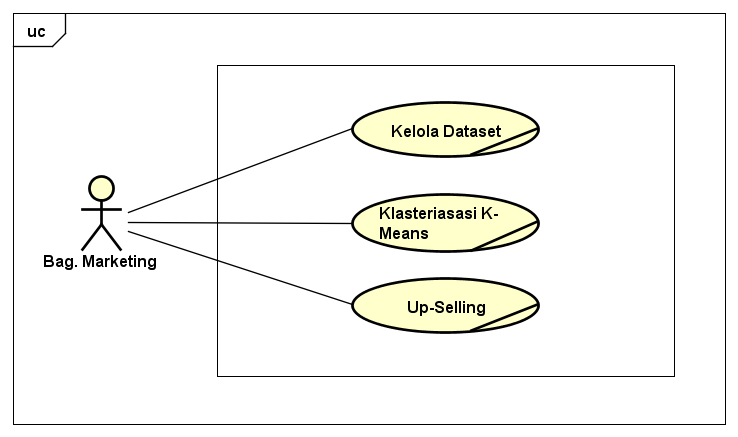 uc
Kelola Dataset
Klasteriasasi K-
Means
Bag. Marketing
Up-Selling